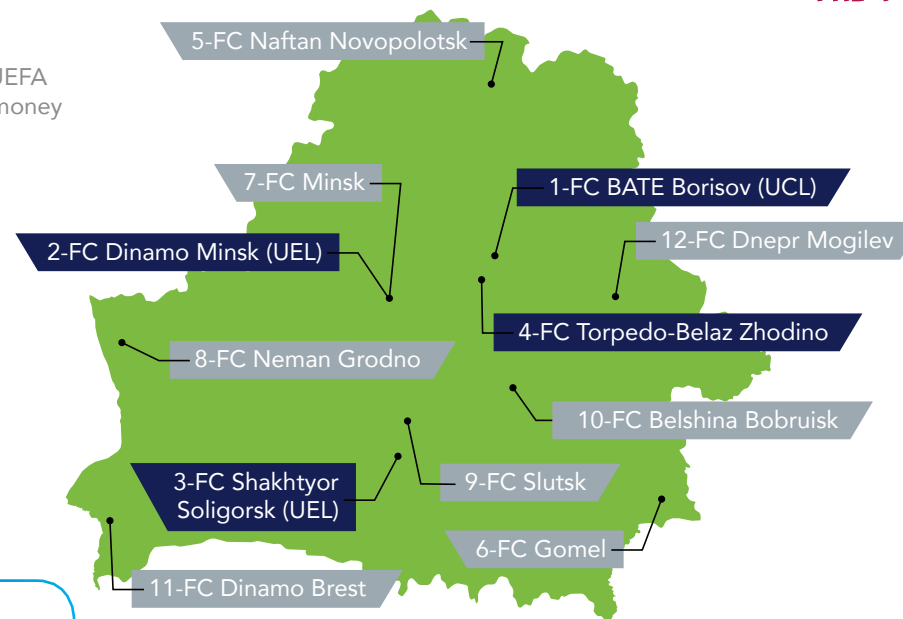 5-FC Naftan Novopolotsk
money
7-FC Minsk
1-FC BATE Borisov (UCL)
2-FC Dinamo Minsk (UEL)
12-FC Dnepr Mogilev
4-FC Torpedo-Belaz Zhodino
8-FC Neman Grodno
10-FC Belshina Bobruisk
3-FC Shakhtyor
Soligorsk (UEL)
9-FC Slutsk
6-FC Gomel
11-FC Dinamo Brest